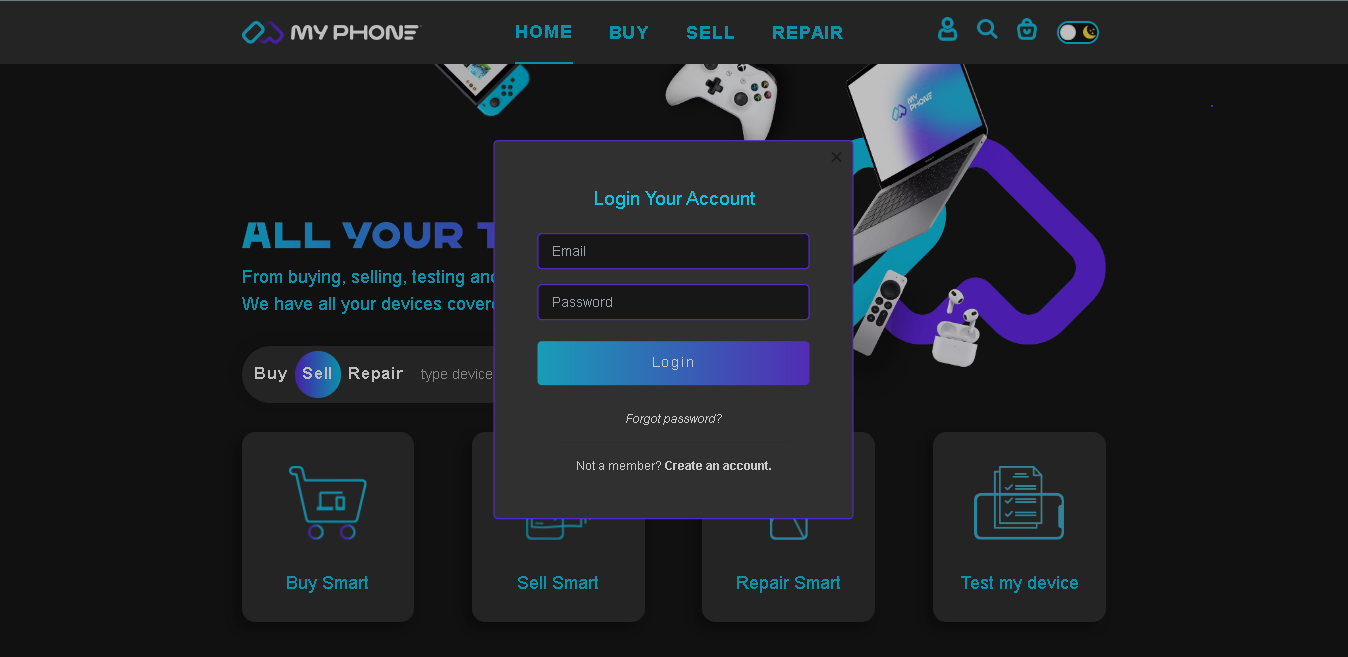 MY PHONE
HOME BUY SELL REPAIR
MY
PHONE
Login Your Account
Email
Password
Login
Forgot password?
Not a member? Create an account.
ALL YOUR
From buying, selling, testing
We have all your devices
Buy Sell Repair type device
Buy Smart
Sell Smart
Repair Smart
Test my device